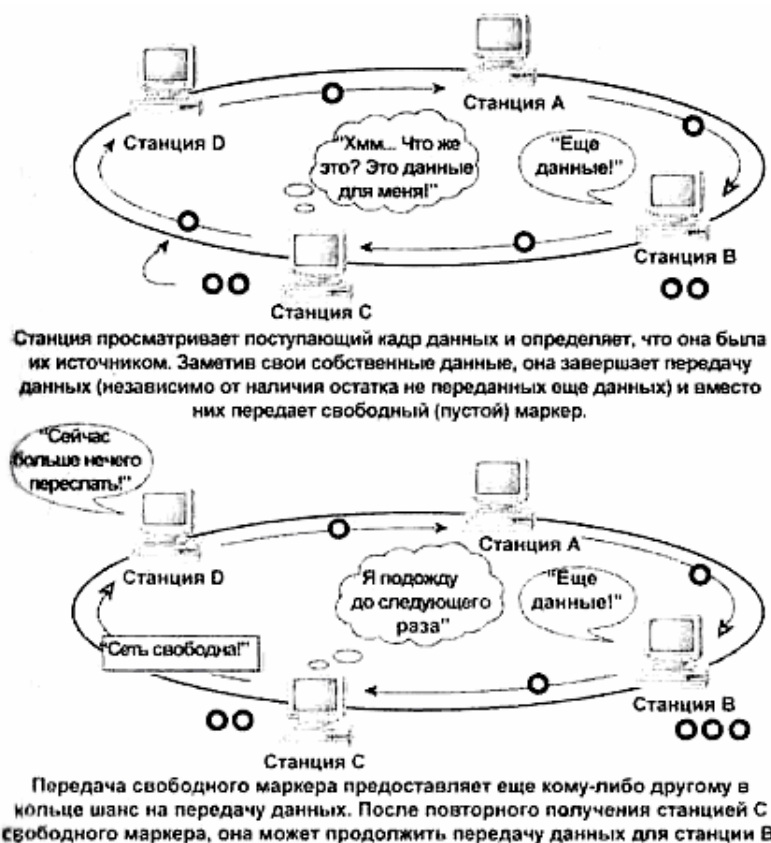 Станция A
Станция D
"Хмм... Что же
это? Это данные
для меня!"
"Еще
данные!"
Станция B
Станция C
Станция просматривает поступающий кадр данных и определяет, что она была
их источником. Заметив свои собственные данные, она завершает передачу
данных (независимо от наличия остатка не переданных еще данных) и вместо
них передает свободный (пустой) маркер.
"Сейчас
больше нечего
переслать!"
Станция A
Станция D
Я подожду
до следующего
раза"
"Еще
данные!"
"Сеть свободна!"
Станция B
Станция C
Передача свободного маркера предоставляет еще кому-либо другому в
кольце шанс на передачу данных. После повторного получения станцией C
свободного маркера, она может продолжить передачу данных для станции B